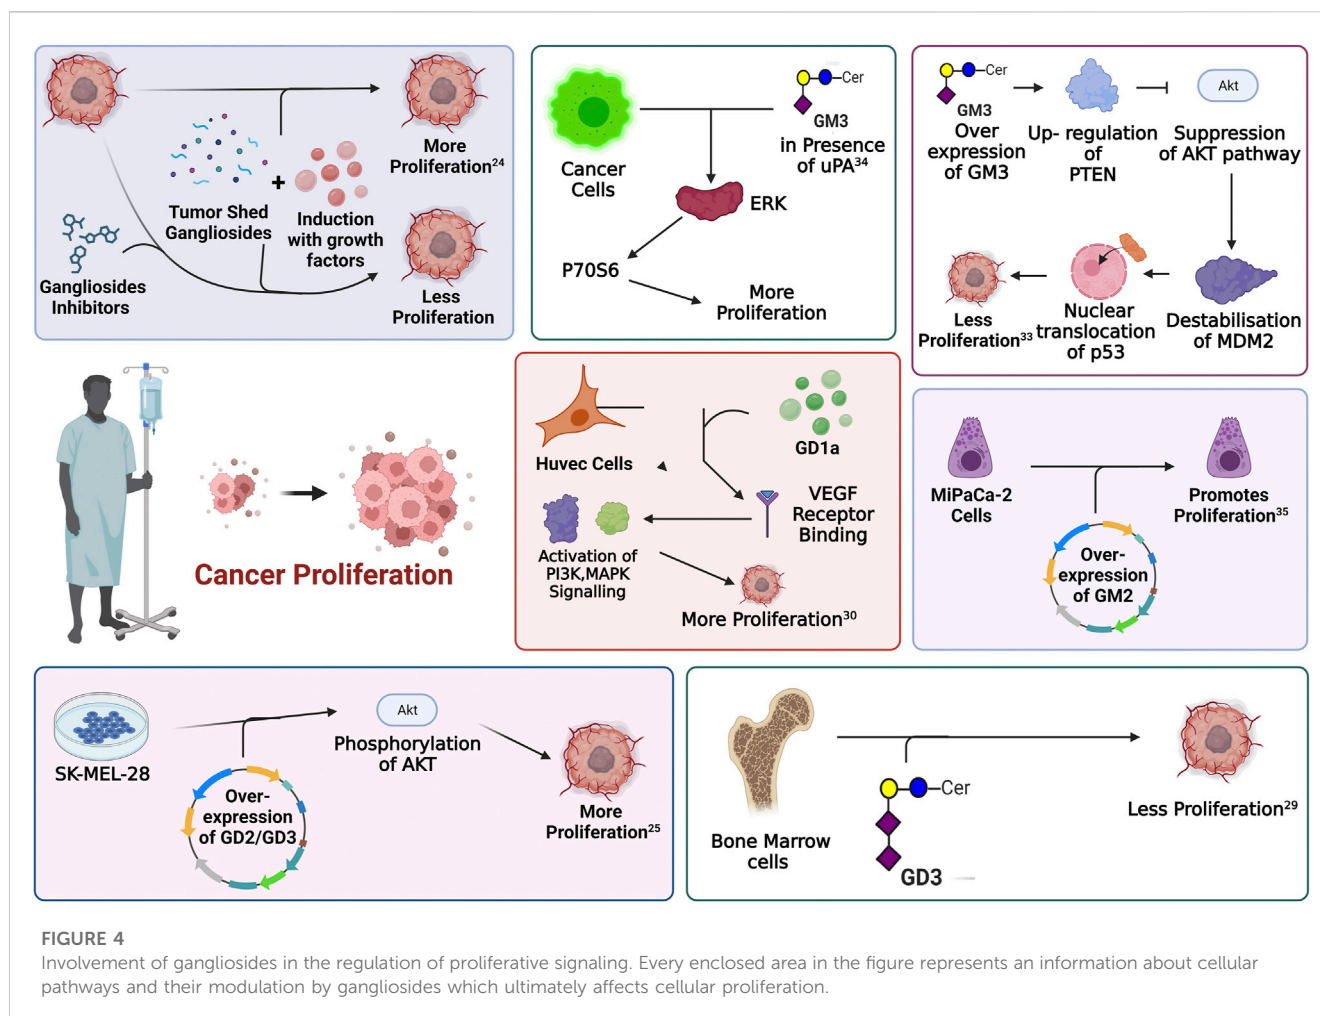 More
Proliferation24
Tumor Shed
Gangliosides
+
Induction
with growth
factors
Gangliosides
Inhibitors
Less
Proliferation
Cancer
Cells
Cer
GM3
in Presence
of uPA34
ERK
P70S6
More
Proliferation
Cer
GM3
Over
expression
of GM3
Up- regulation
of
PTEN
Akt
Suppression
of AKT pathway
Destabilisation
of MDM2
Nuclear
translocation
of p53
Less
Proliferation33
Cancer Proliferation
Huvec Cells
GD1a
VEGF
Receptor
Binding
Activation of
PI3K,MAPK
Signalling
More Proliferation30
MiPaCa-2
Cells
Over-
expression
of GM2
Promotes
Proliferation35
SK-MEL-28
Over-
expression
of GD2/GD3
Akt
Phosphorylation
of AKT
More
Proliferation25
Bone Marrow
cells
Cer
GD3
Less Proliferation29
FIGURE 4
Involvement of gangliosides in the regulation of proliferative signaling. Every enclosed area in the figure represents an information about cellular
pathways and their modulation by gangliosides which ultimately affects cellular proliferation.